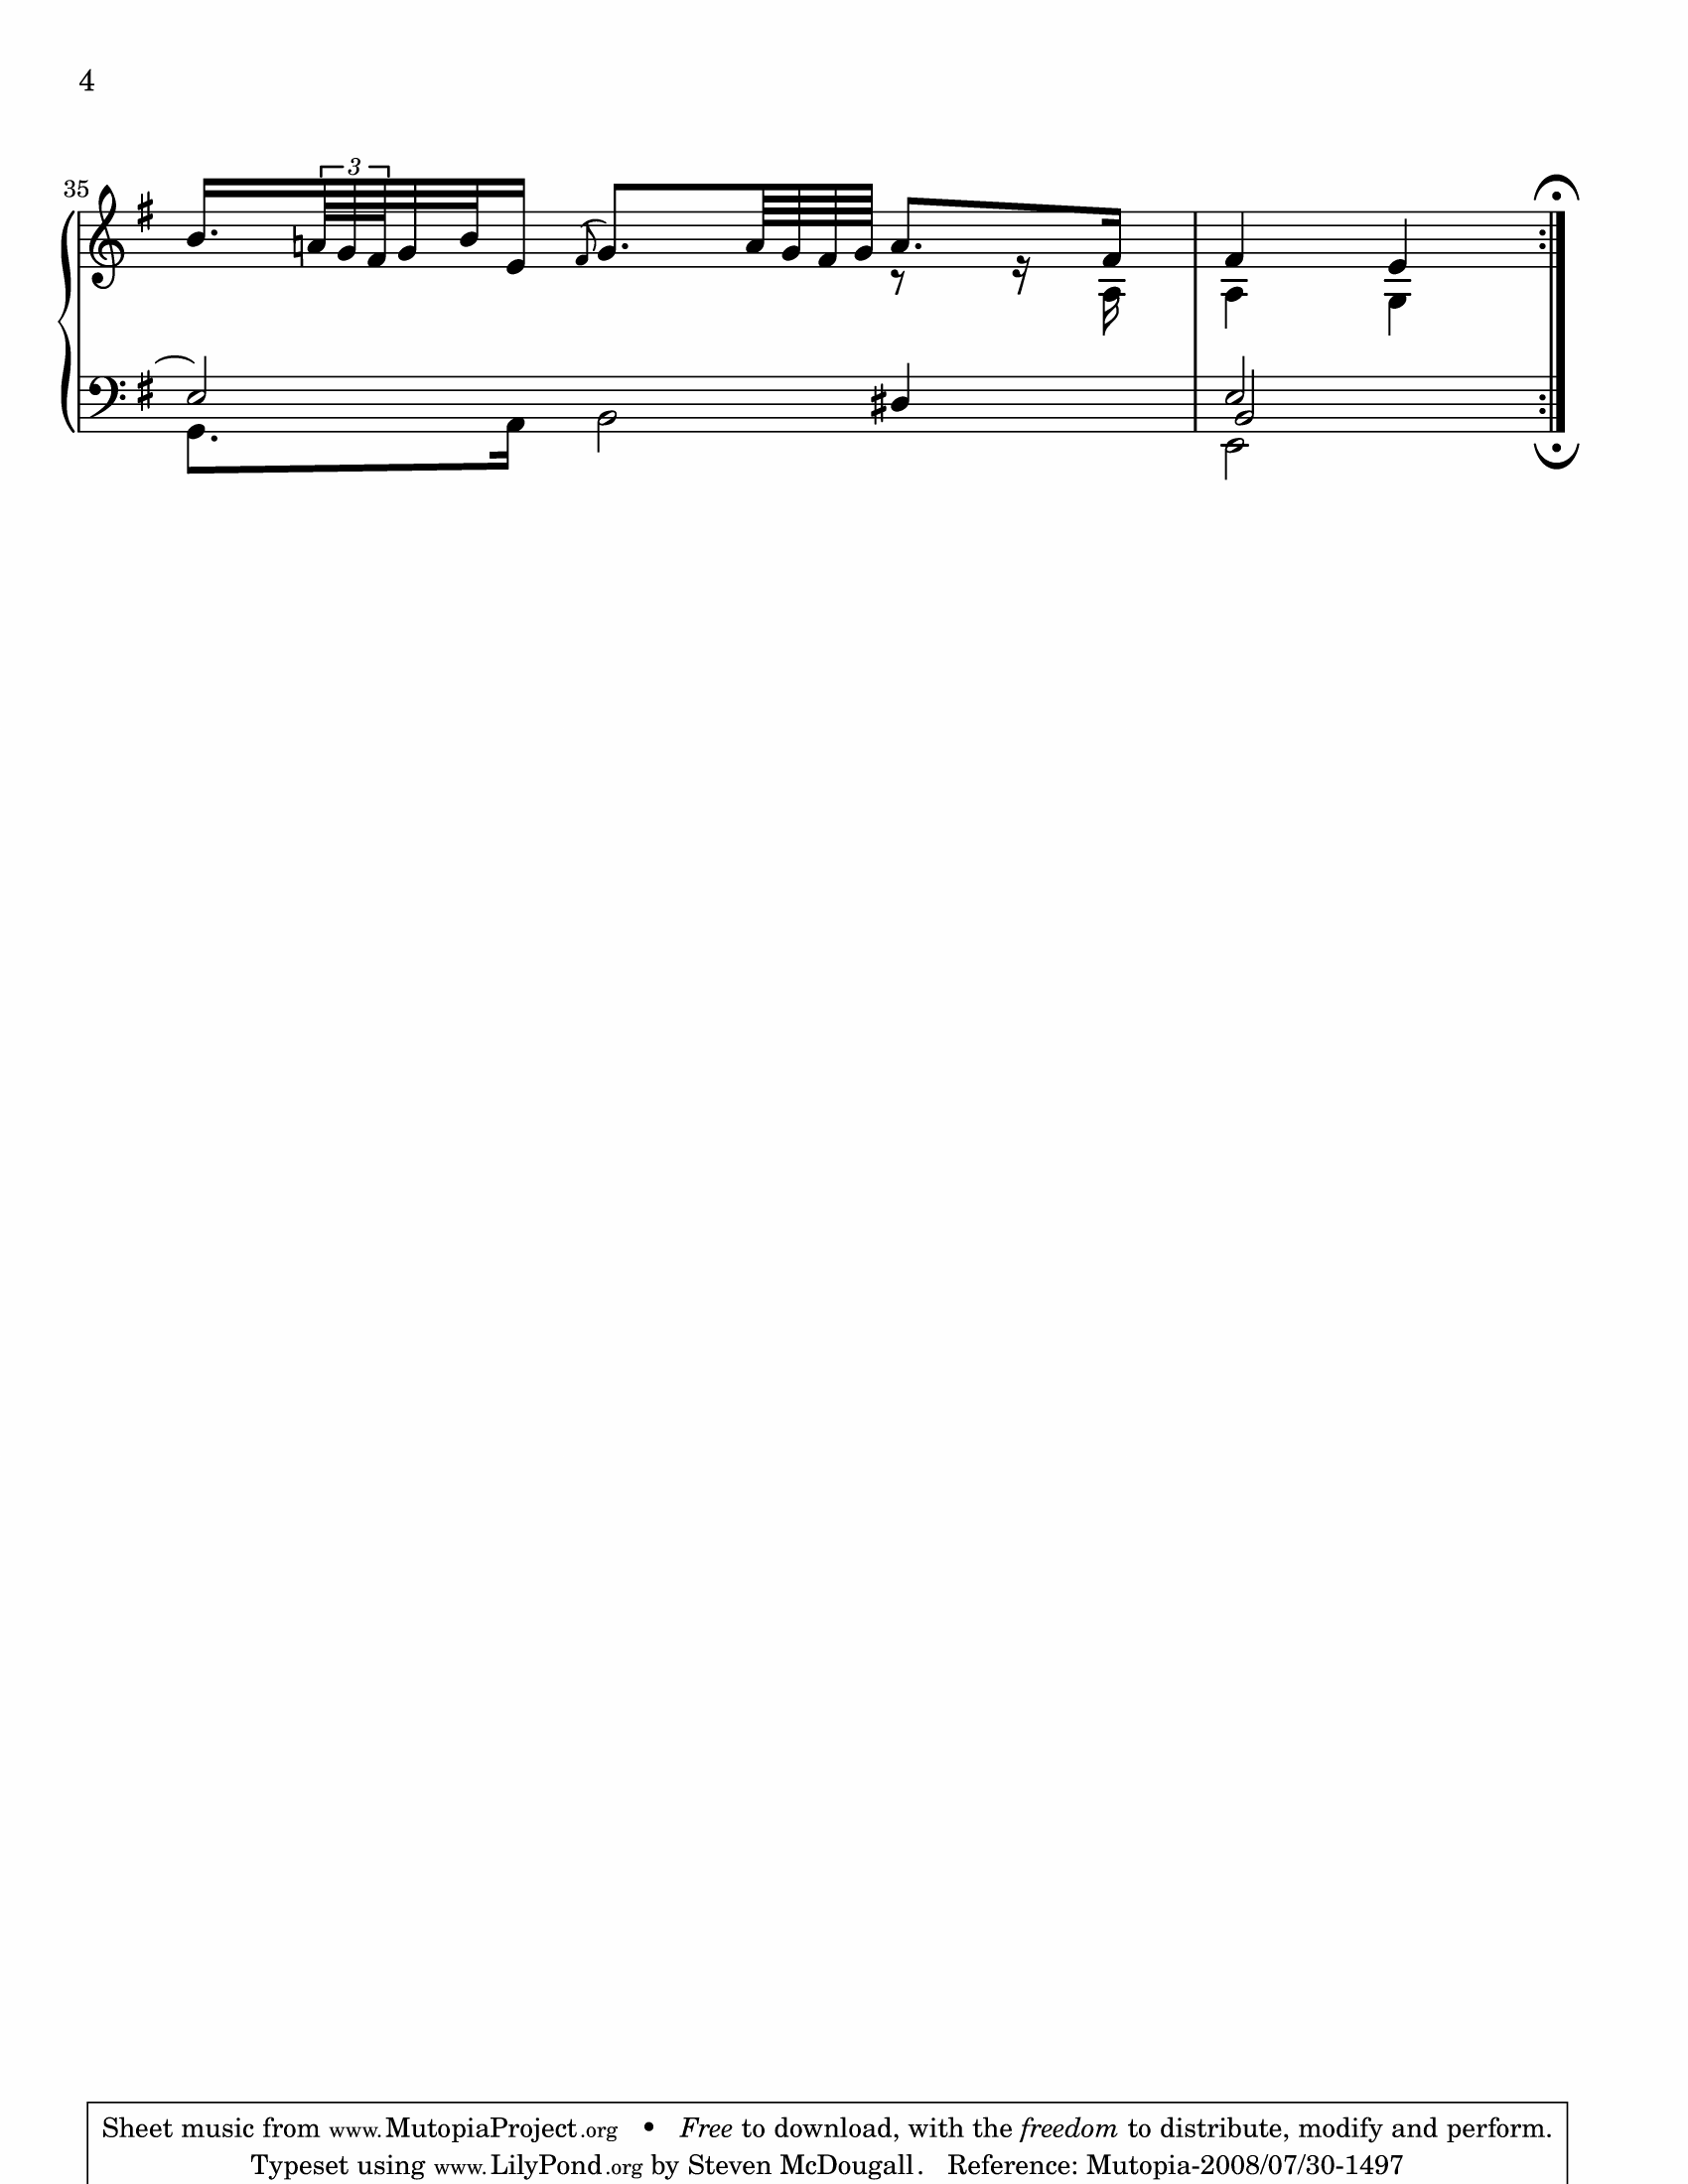 4
35
3
Sheet music from www.MutopiaProject.org • Free to download, with the freedom to distribute, modify and perform.
Typeset using www.LilyPond.org by Steven McDougall. Reference: Mutopia-2008/07/30-1497